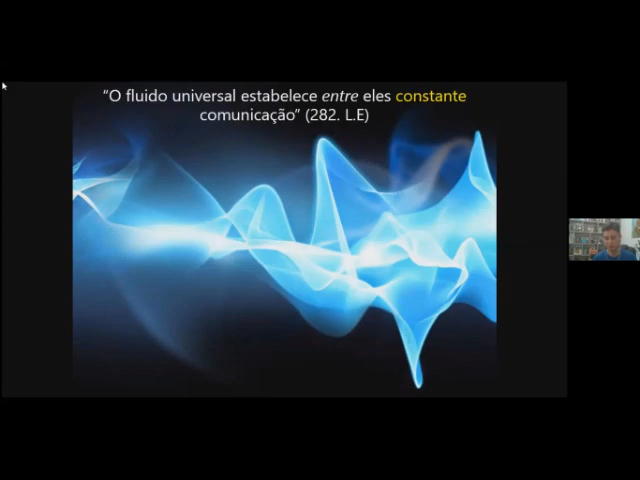 “O fluido universal estabelece entre eles constante
comunicação” (282. L.E)